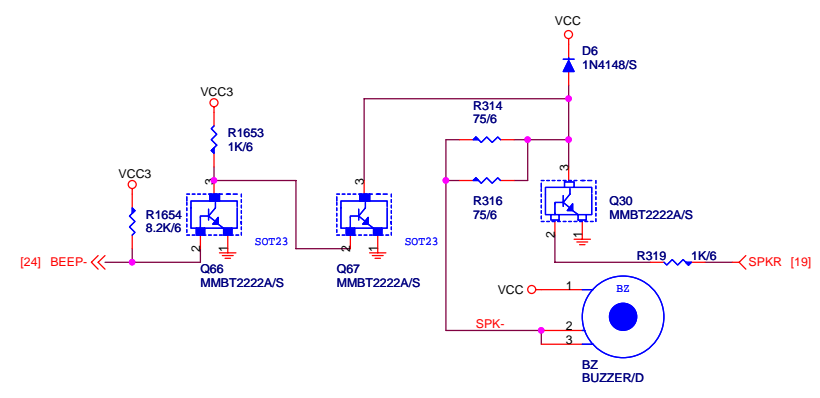 VCC
D6
1N4148/S
VCC3
R314
75/6
R1653
1K/6
VCC3
3
3
3
R1654
8.2K/6
R316
75/6
Q30
MMBT2222A/S
2
1
SOT23
2
1
SOT23
2
1
[24] BEEP-
Q66
MMBT2222A/S
Q67
MMBT2222A/S
R319 1K/6
SPKR [19]
VCC
1
BZ
SPK-
2
3
BZ
BUZZER/D